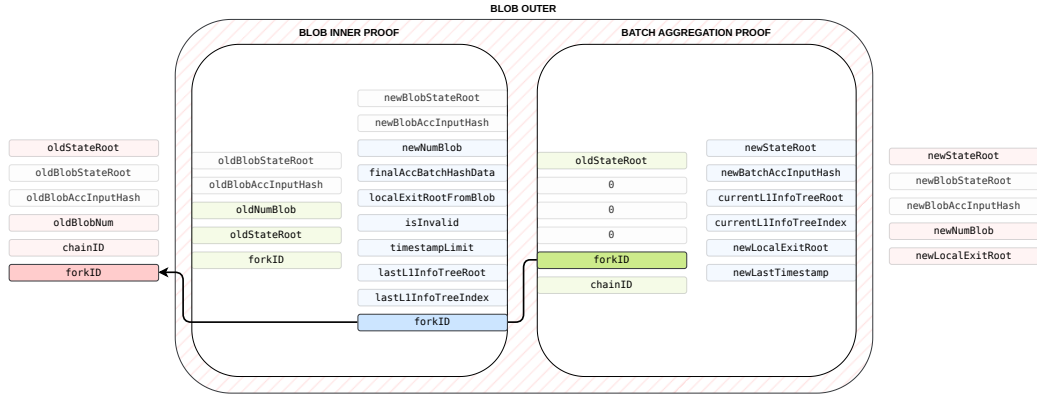 BLOB OUTER
BLOB INNER PROOF
BATCH AGGREGATION PROOF
oldStateRoot
oldBlobStateRoot
oldBlobAccInputHash
oldBlobNum
chainID
forkID
oldBlobStateRoot
oldBlobAccInputHash
oldNumBlob
oldStateRoot
forkID
newBlobStateRoot
newBlobAccInputHash
newNumBlob
finalAccBatchHashData
localExitRootFromBlob
isInvalid
timestampLimit
lastL1InfoTreeRoot
lastL1InfoTreeIndex
forkID
oldStateRoot
0
0
0
forkID
chainID
newStateRoot
newBatchAccInputHash
currentL1InfoTreeRoot
currentL1InfoTreeIndex
newLocalExitRoot
newLastTimestamp
newStateRoot
newBlobStateRoot
newBlobAccInputHash
newNumBlob
newLocalExitRoot